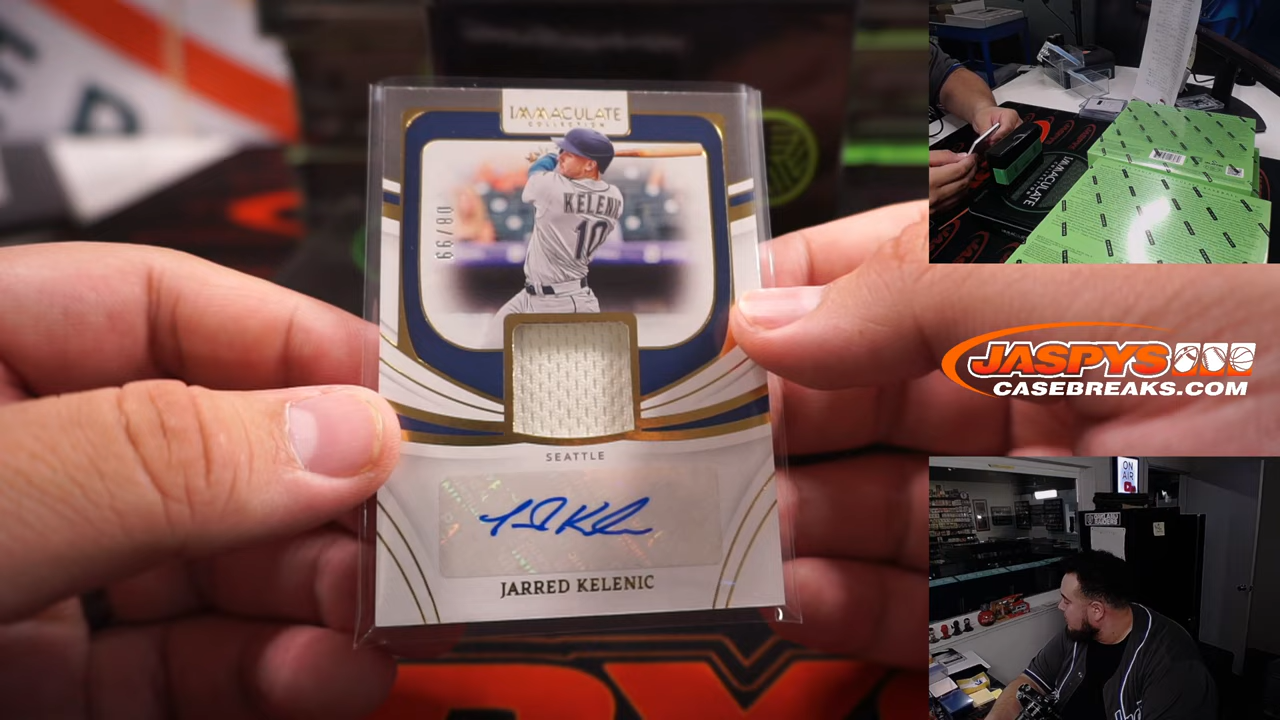 IMMACULATE
COLLECTION
KELENIC
10
08/99
SEATTLE
JARRED KELENIC
IMMACULATE
JASPYS
CASEBREAKS.COM
ON
AIR